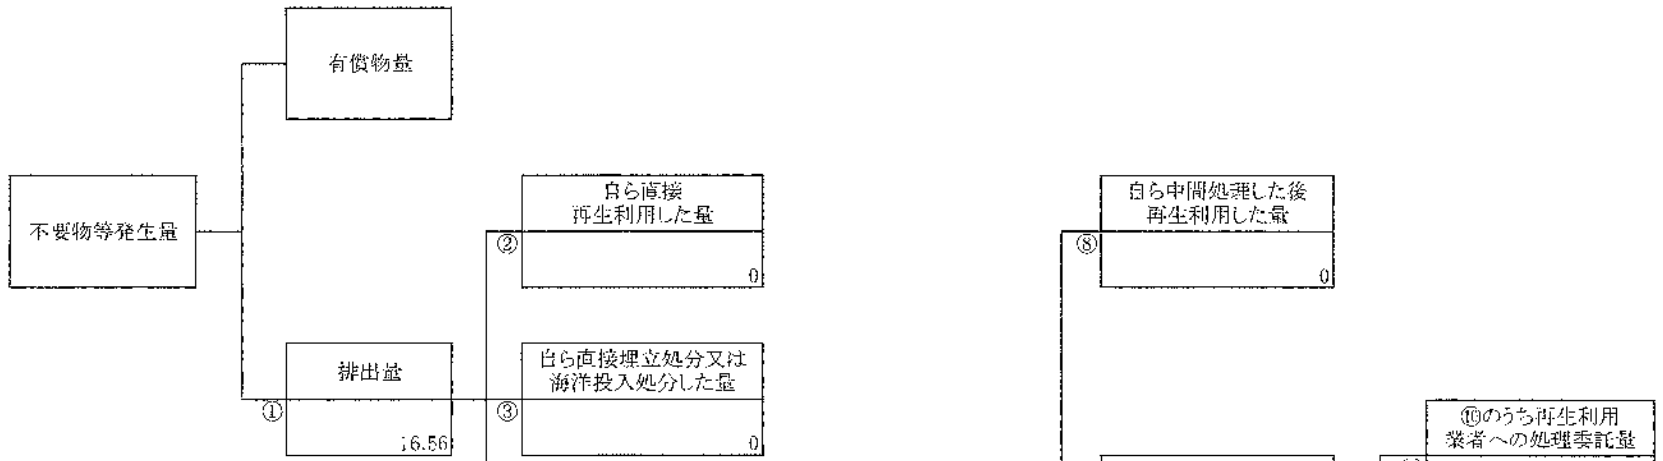 有償物量
不要物等発生量
自ら直接
再生利用した量
②
0
自ら中間処理した後
再生利用した量
⑧
0
排出量
①
16.56
自ら直接埋立処分又は
海洋投入処分した量
③
0
⑩のうち再生利用
業者への処理委託量